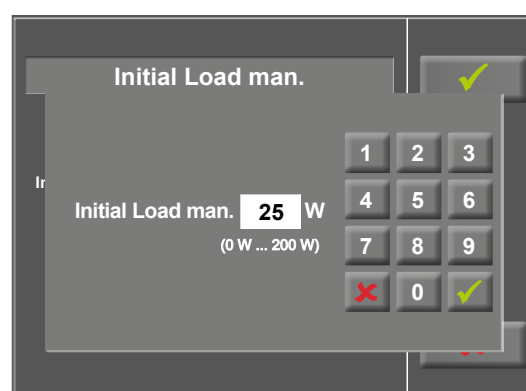 Initial Load man.
1 2 3
Ir
Initial Load man. 25 W
4 5 6
(0 W ... 200 W)
7 8 9
0